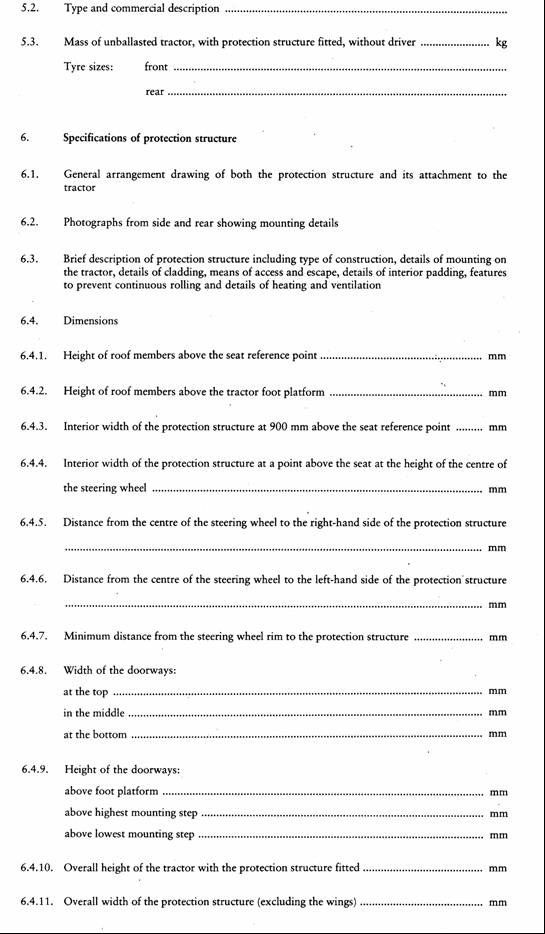 5.2. Type and commercial description ..............................
5.3. Mass of unballasted tractor, with protection structure fitted, without driver ....................... kg
Tyre sizes: front ..............................
rear ..............................
6. Specifications of protection structure
6.1. General arrangement drawing of both the protection structure and its attachment to the
tractor
6.2. Photographs from side and rear showing mounting details
6.3. Brief description of protection structure including type of construction, details of mounting on
the tractor, details of cladding, means of access and escape, details of interior padding, features
to prevent continuous rolling and details of heating and ventilation
6.4. Dimensions
6.4.1. Height of roof members above the seat reference point .............................. mm
6.4.2. Height of roof members above the tractor foot platform .............................. mm
6.4.3. Interior width of the protection structure at 900 mm above the seat reference point ......... mm
6.4.4. Interior width of the protection structure at a point above the seat at the height of the centre of
the steering wheel .............................. mm
6.4.5. Distance from the centre of the steering wheel to the right-hand side of the protection structure
.............................. mm
6.4.6. Distance from the centre of the steering wheel to the left-hand side of the protection structure
.............................. mm
6.4.7. Minimum distance from the steering wheel rim to the protection structure ....................... mm
6.4.8. Width of the doorways:
at the top .............................. mm
in the middle .............................. mm
at the bottom .............................. mm
6.4.9. Height of the doorways:
above foot platform .............................. mm
above highest mounting step .............................. mm
above lowest mounting step .............................. mm
6.4.10. Overall height of the tractor with the protection structure fitted .............................. mm
6.4.11. Overall width of the protection structure (excluding the wings) .............................. mm